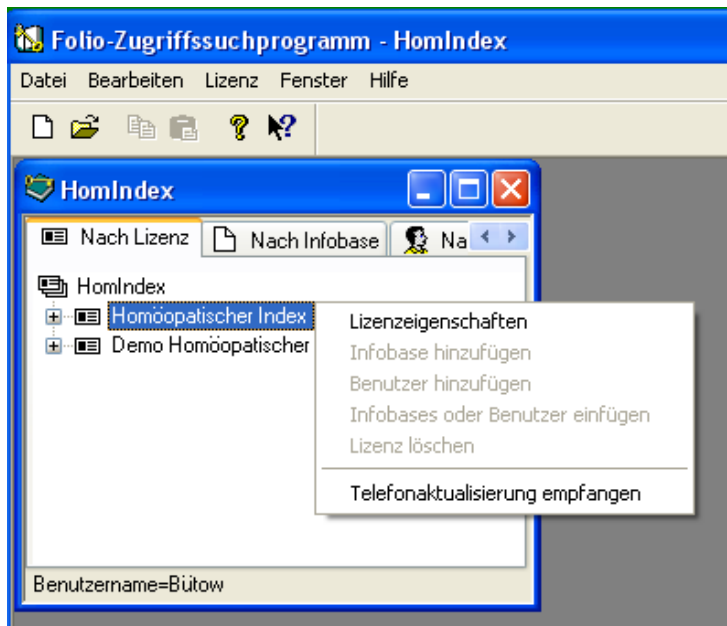 Folio-Zugriffssuchprogramm - HomIndex
Datei Bearbeiten Lizenz Fenster Hilfe
HomIndex
Nach Lizenz Nach Infobase Na
HomIndex
Homöopatischer Index
Demo Homöopatischer
Lizenzeigenschaften
Infobase hinzufügen
Benutzer hinzufügen
Infobases oder Benutzer einfügen
Lizenz löschen
Telefonaktualisierung empfangen
Benutzername=Bütow